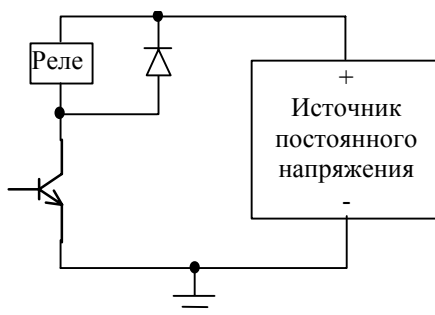 Реле
+
Источник
постоянного
напряжения
-